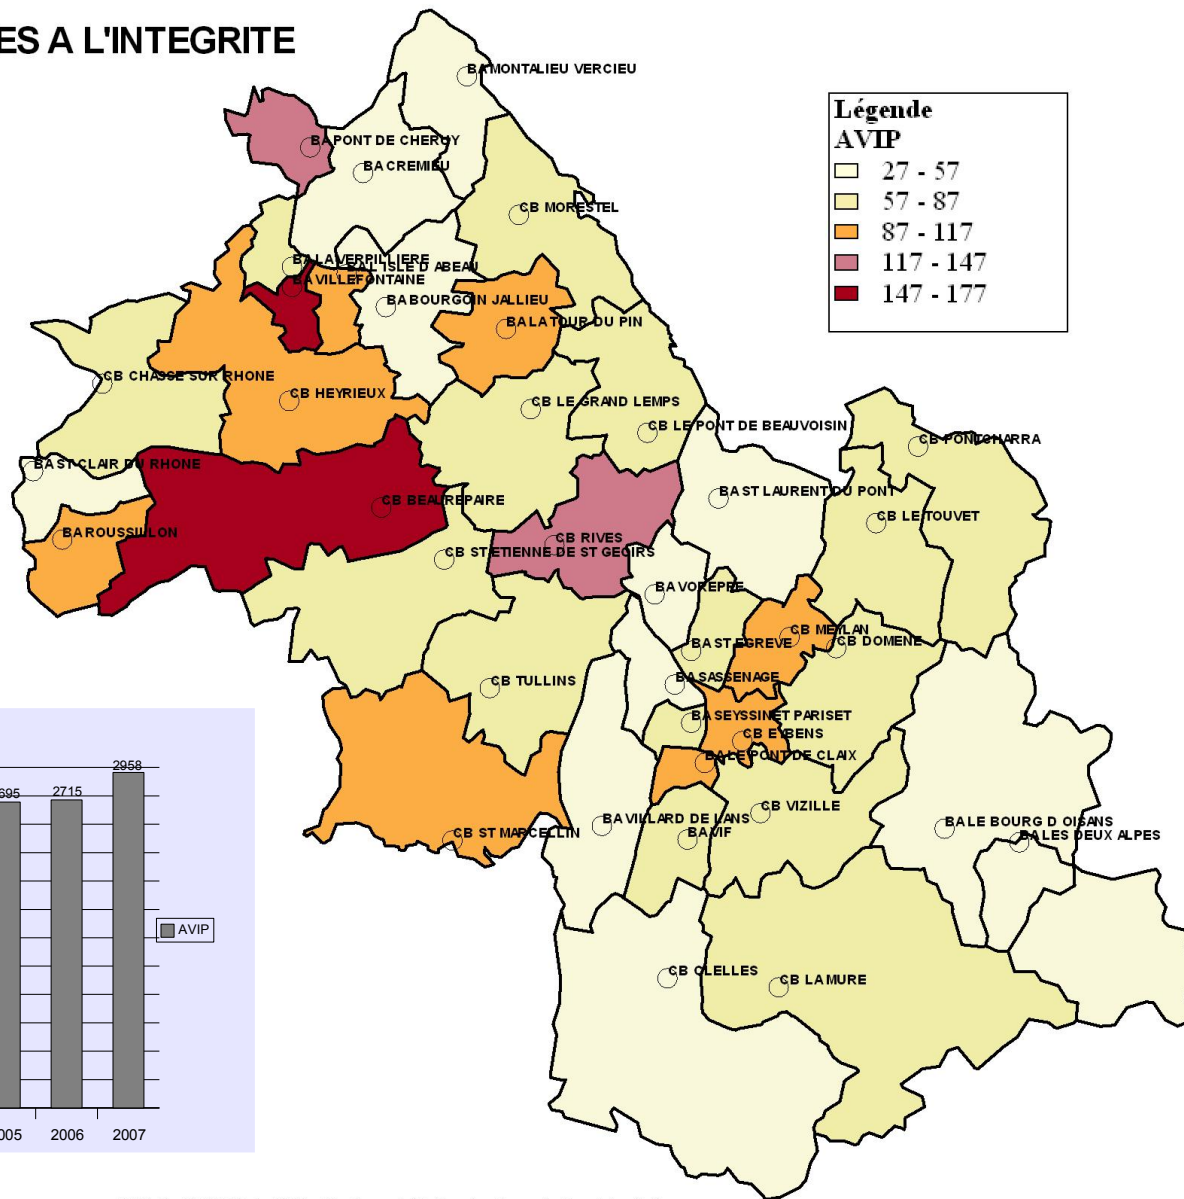 ES A L'INTEGRITE
BA MONTALIEU VERCIEU
Légende
AVIP
27 - 57
57 - 87
87 - 117
117 - 147
147 - 177
BA PONT DE CHERUY
BA CREMIEU
CB MORESTEL
BA LA VERPILLIERE
BA L ISLE D ABEAU
BA VILLEFONTAINE
BA BOURGOIN JALLIEU
BA LA TOUR DU PIN
CB CHASSE SUR RHONE
CB HEYRIEUX
CB LE GRAND LEMPS
CB LE PONT DE BEAUVOISIN
CB PONTCHARRA
BA ST CLAIR DU RHONE
CB BEAUREPAIRE
BA ST LAURENT DU PONT
CB LE TOUVET
BA ROUSSILLON
CB RIVES
CB ST ETIENNE DE ST GEOIRS
BA VOREPPE
CB MEYLAN
CB DOMENE
BA ST EGREVE
CB TULLINS
BA SASSENAGE
BA SEYSSINET PARISET
CB EYBENS
BA LE PONT DE CLAIX
CB VIZILLE
BA VILLARD DE LANS
BA VIF
CB ST MARCELLIN
BA LE BOURG D OISANS
BA LES DEUX ALPES
CB CLELLES
CB LA MURE
695
2715
2958
AVIP
005
2006
2007